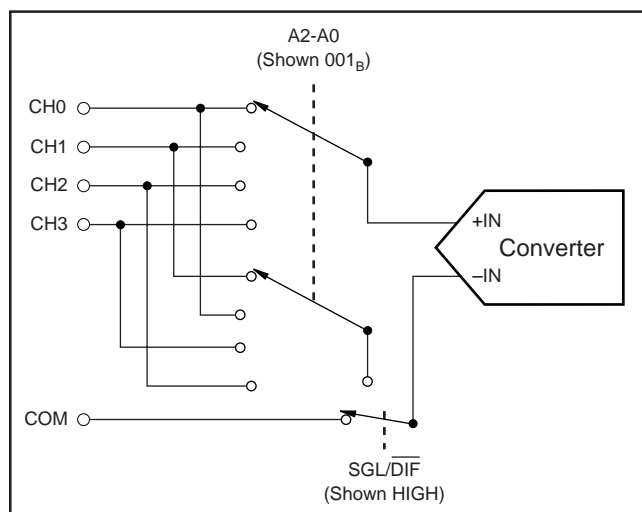 A2-A0
(Shown 001B)
CH0
CH1
CH2
CH3
+IN
Converter
–IN
COM
SGL/DIF
(Shown HIGH)